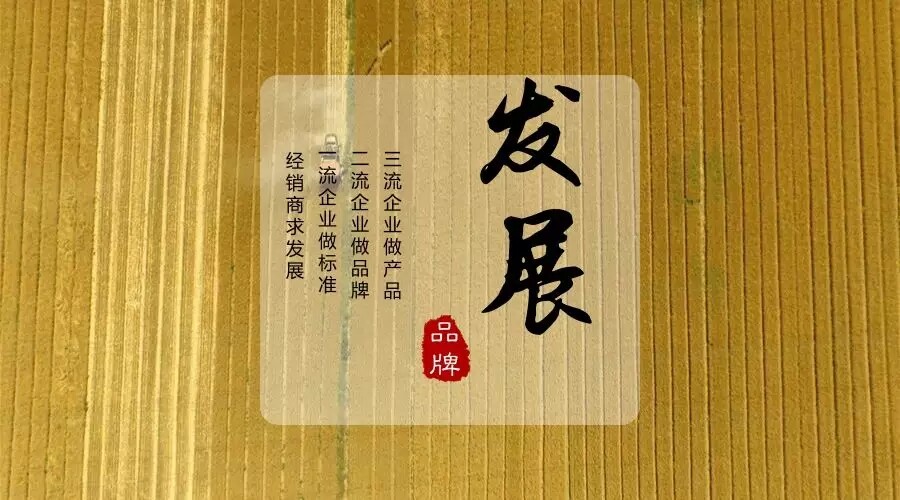 发展
品牌
三流企业做产品
二流企业做品牌
一流企业做标准
经销商求发展